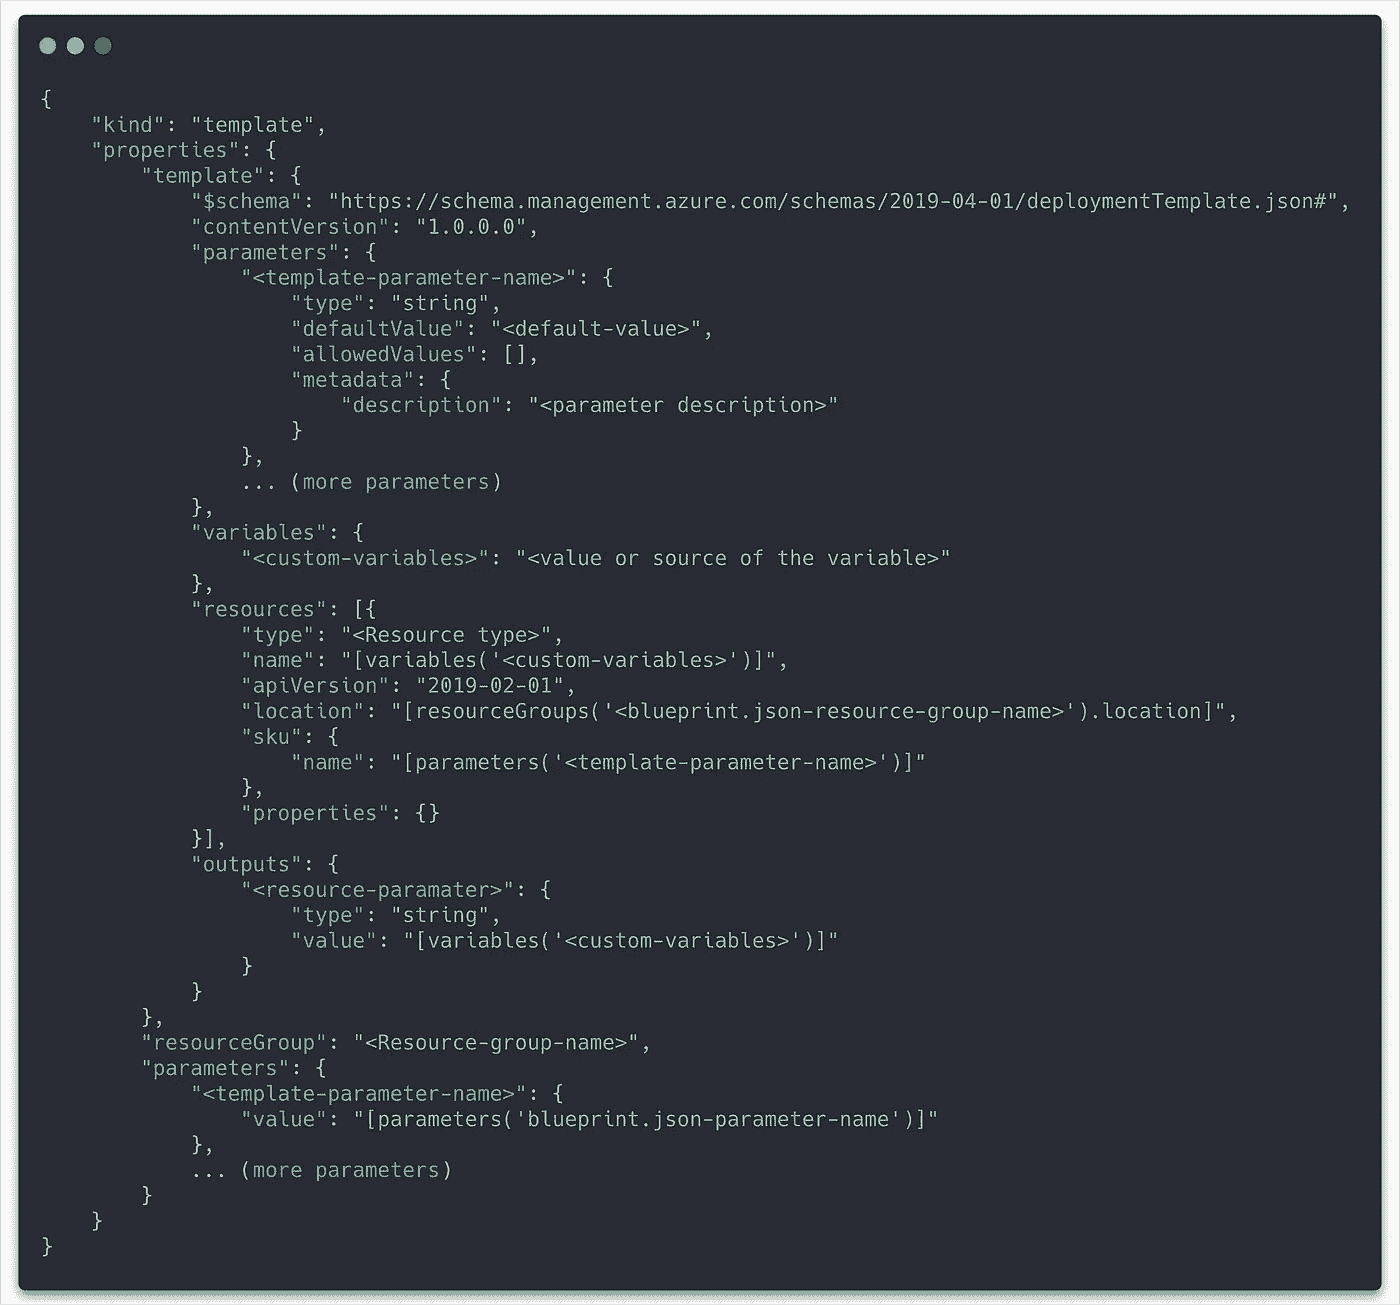 {
    "kind": "template",
    "properties": {
        "template": {
            "$schema": "https://schema.management.azure.com/schemas/2019-04-01/deploymentTemplate.json#",
            "contentVersion": "1.0.0.0",
            "parameters": {
                "<template-parameter-name>": {
                    "type": "string",
                    "defaultValue": "<default-value>",
                    "allowedValues": [],
                    "metadata": {
                        "description": "<parameter description>"
                    }
                },
                ... (more parameters)
            },
            "variables": {
                "<custom-variables>": "<value or source of the variable>"
            },
            "resources": [{
                "type": "<Resource type>",
                "name": "[variables('<custom-variables>')]",
                "apiVersion": "2019-02-01",
                "location": "[resourceGroups('<blueprint.json-resource-group-name>').location]",
                "sku": {
                    "name": "[parameters('<template-parameter-name>')]"
                },
                "properties": {}
            }],
            "outputs": {
                "<resource-paramater>": {
                    "type": "string",
                    "value": "[variables('<custom-variables>')]"
                }
            }
        },
        "resourceGroup": "<Resource-group-name>",
        "parameters": {
            "<template-parameter-name>": {
                "value": "[parameters('blueprint.json-parameter-name')]"
            },
            ... (more parameters)
        }
    }
}